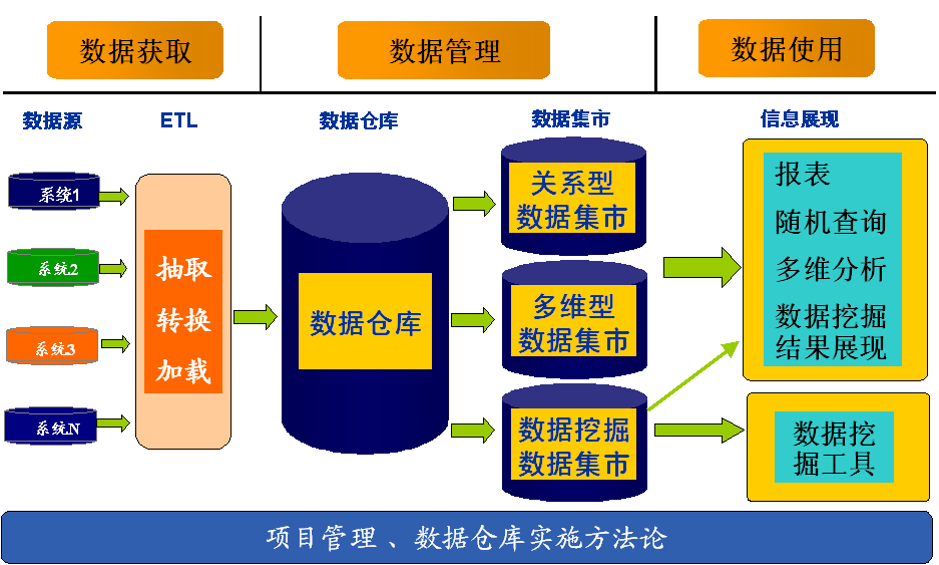 数据获取
数据管理
数据使用
数据源
ETL
数据仓库
数据集市
信息展现
系统1
系统2
系统3
系统N
抽取
转换
加载
数据仓库
关系型
数据集市
多维型
数据集市
数据挖掘
数据集市
报表
随机查询
多维分析
数据挖掘
结果展现
数据挖
掘工具
项目管理、数据仓库实施方法论